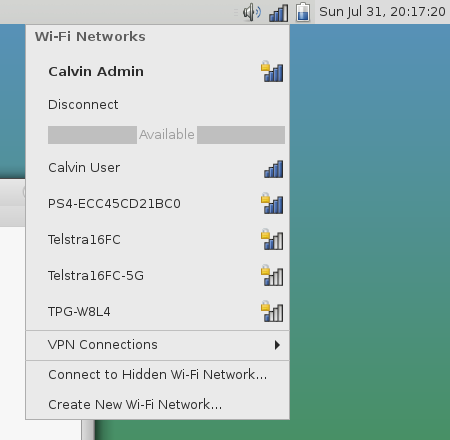 Sun Jul 31, 20:17:20
Wi-Fi Networks
Calvin Admin
Disconnect
Available
Calvin User
PS4-ECC45CD21BC0
Telstra16FC
Telstra16FC-5G
TPG-W8L4
VPN Connections
Connect to Hidden Wi-Fi Network...
Create New Wi-Fi Network...